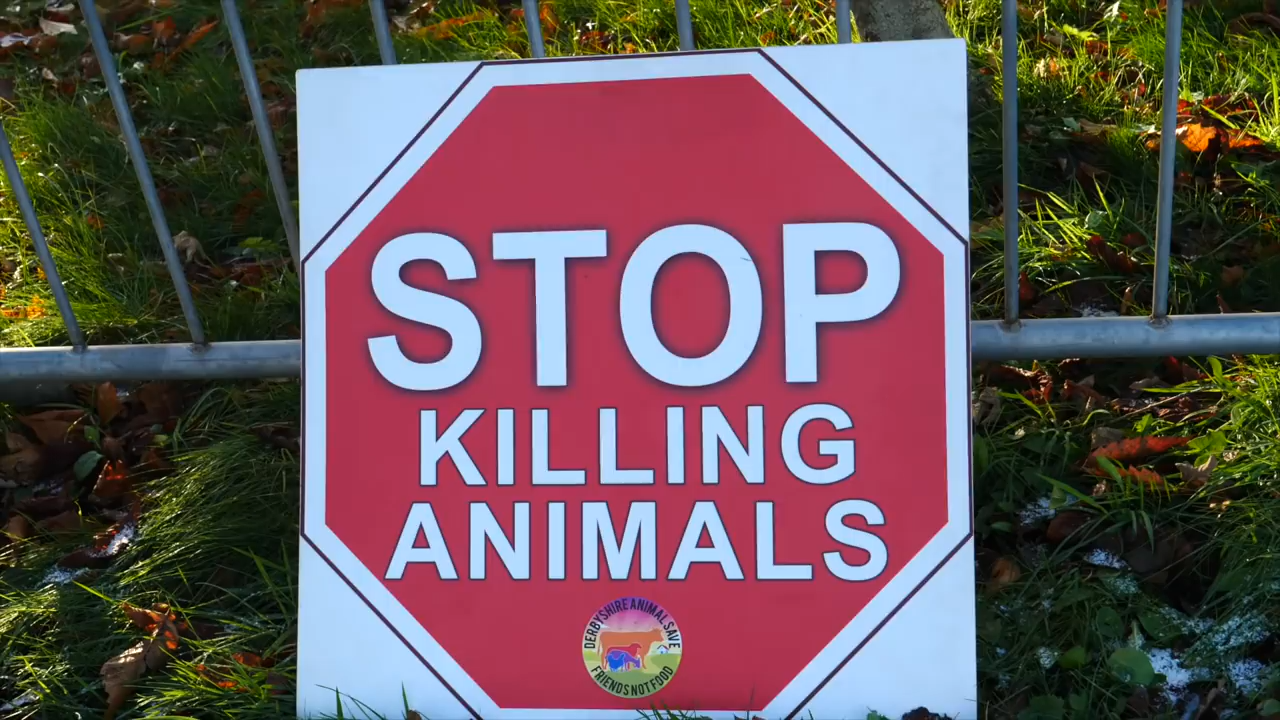 STOP
KILLING
ANIMALS
DERBYSHIRE ANIMAL SAVE
FRIENDS NOT FOOD